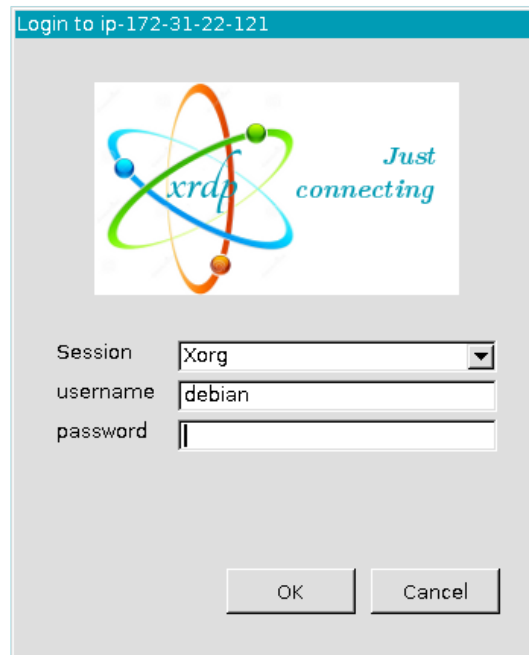 Login to ip-172-31-22-121
xrdp
Just
connecting
Session
Xorg
username
debian
password
OK
Cancel